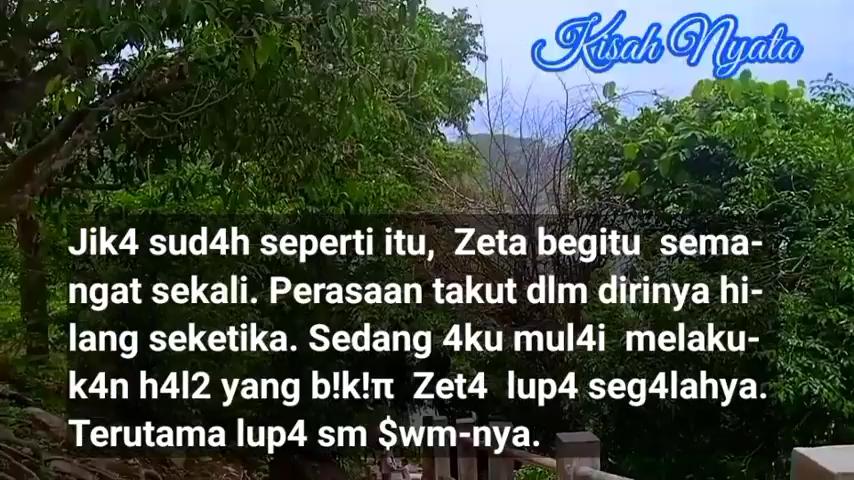 Kisah Nyata
Jik4 sud4h seperti itu, Zeta begitu sema-
ngat sekali. Perasaan takut dlm dirinya hi-
lang seketika. Sedang 4ku mul4i melaku-
k4n h4l2 yang b!k!π Zet4 lup4 seg4lahya.
Terutama lup4 sm $wm-nya.